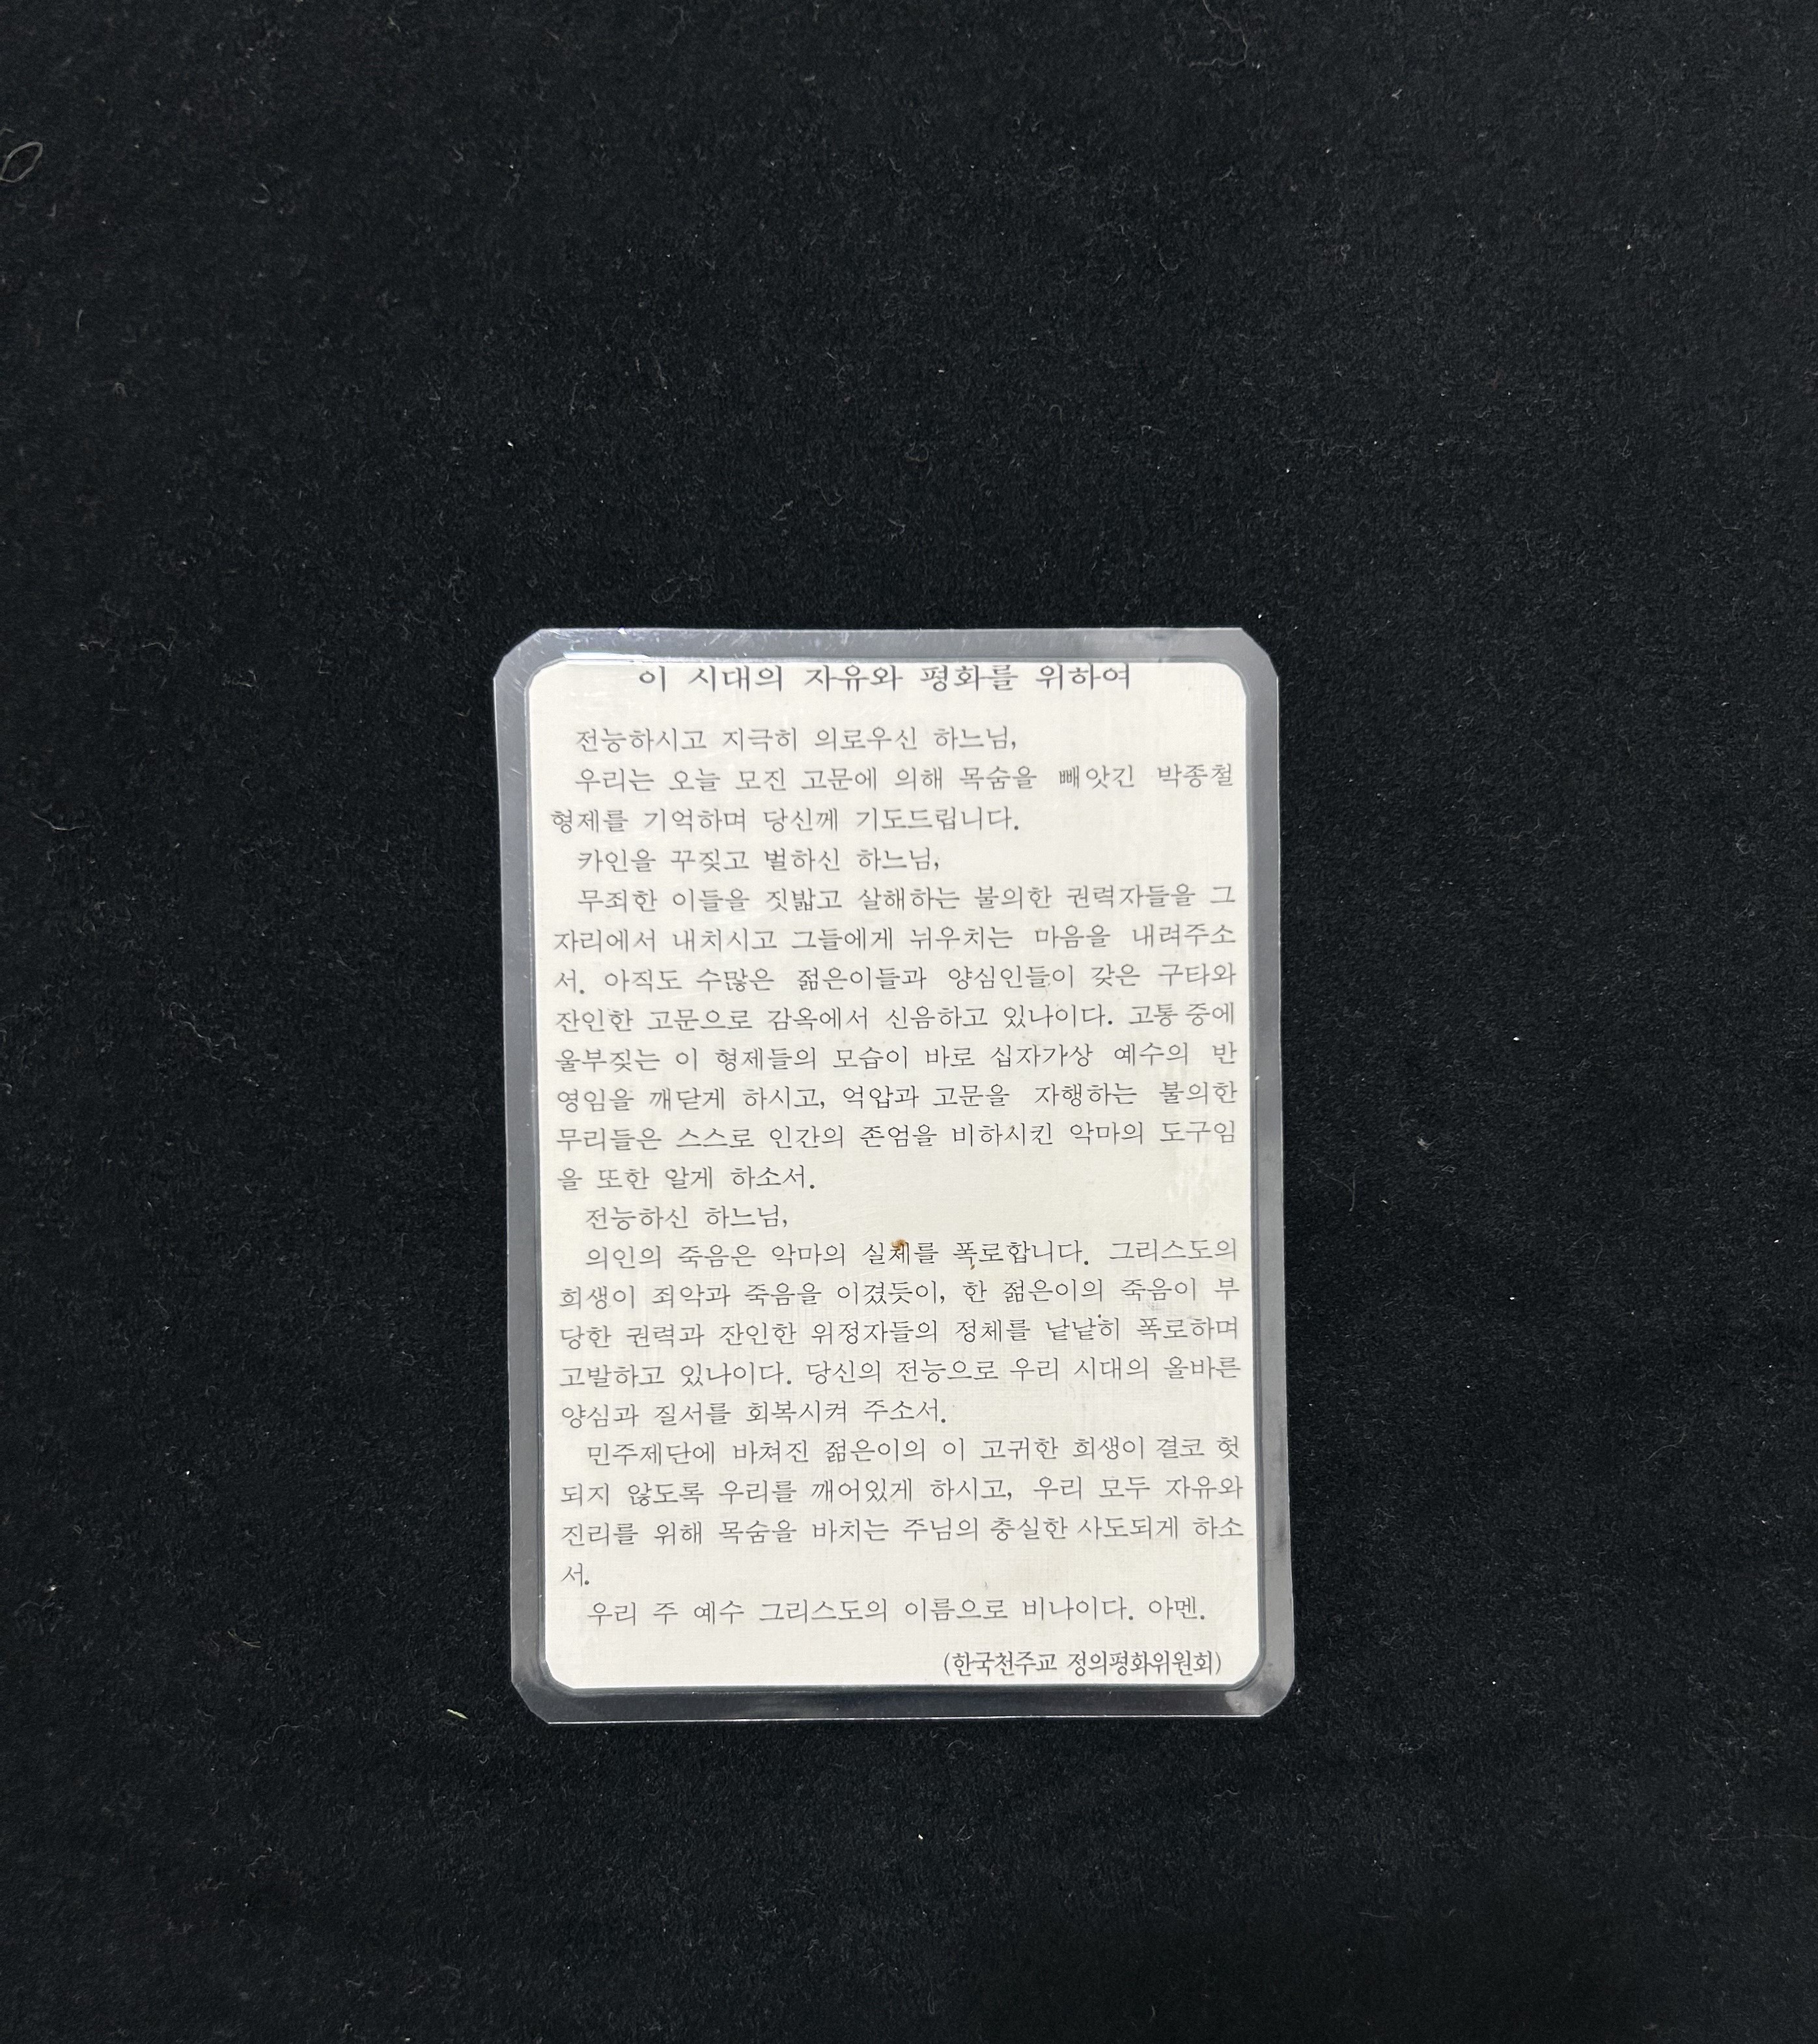 이 시대의 자유와 평화를 위하여
전능하시고 지극히 의로우신 하느님,
우리는 오늘 모진 고문에 의해 목숨을 빼앗긴 박종철
형제를 기억하며 당신께 기도드립니다.
카인을 꾸짖고 벌하신 하느님,
무죄한 이들을 짓밟고 살해하는 불의한 권력자들을 그
자리에서 내치시고 그들에게 뉘우치는 마음을 내려주소
서. 아직도 수많은 젊은이들과 양심인들이 갖은 구타와
잔인한 고문으로 감옥에서 신음하고 있나이다. 고통 중에
울부짖는 이 형제들의 모습이 바로 십자가상 예수의 반
영임을 깨닫게 하시고, 억압과 고문을 자행하는 불의한
무리들은 스스로 인간의 존엄을 비하시킨 악마의 도구임
을 또한 알게 하소서.
전능하신 하느님,
의인의 죽음은 악마의 실체를 폭로합니다. 그리스도의
희생이 죄악과 죽음을 이겼듯이, 한 젊은이의 죽음이 부
당한 권력과 잔인한 위정자들의 정체를 낱낱히 폭로하며
고발하고 있나이다. 당신의 전능으로 우리 시대의 올바른
양심과 질서를 회복시켜 주소서.
민주제단에 바쳐진 젊은이의 이 고귀한 희생이 결코 헛
되지 않도록 우리를 깨어있게 하시고, 우리 모두 자유와
진리를 위해 목숨을 바치는 주님의 충실한 사도되게 하소
서.
우리 주 예수 그리스도의 이름으로 비나이다. 아멘.
(한국천주교 정의평화위원회)